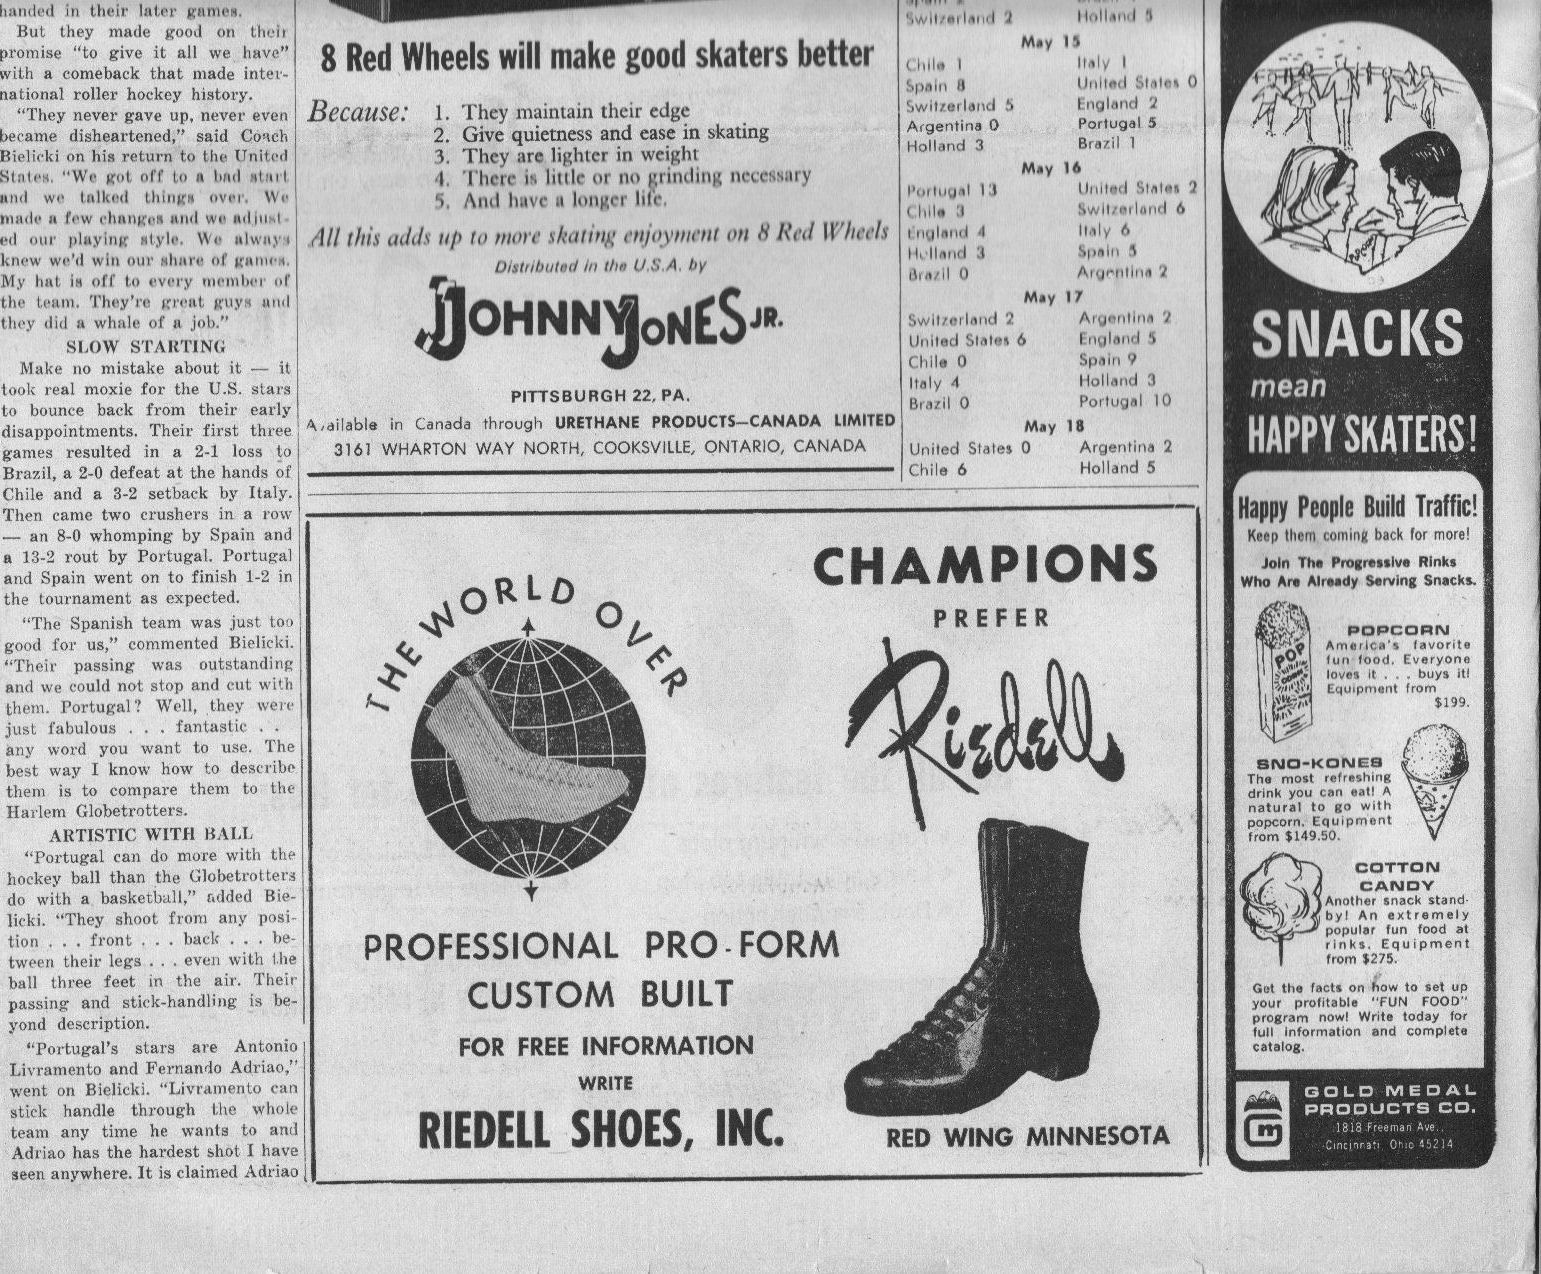 handed in their later games.
But they made good on their
promise "to give it all we have"
with a comeback that made inter-
national roller hockey history.
"They never gave up, never even
became disheartened," said Coach
Bielicki on his return to the United
States. "We got off to a bad start
and we talked things over. We
made a few changes and we adjust-
ed our playing style. We always
knew we'd win our share of games.
My hat is off to every member of
the team. They're great guys and
they did a whale of a job."
SLOW STARTING
Make no mistake about it — it
took real moxie for the U.S. stars
to bounce back from their early
disappointments. Their first three
games resulted in a 2-1 loss to
Brazil, a 2-0 defeat at the hands of
Chile and a 3-2 setback by Italy.
Then came two crushers in a row
— an 8-0 whomping by Spain and
a 13-2 rout by Portugal. Portugal
and Spain went on to finish 1-2 in
the tournament as expected.
"The Spanish team was just too
good for us," commented Bielicki.
"Their passing was outstanding
and we could not stop and cut with
them. Portugal? Well, they were
just fabulous . . . fantastic . .
any word you want to use. The
best way I know how to describe
them is to compare them to the
Harlem Globetrotters.
ARTISTIC WITH BALL
"Portugal can do more with the
hockey ball than the Globetrotters
do with a basketball," added Bie-
licki. "They shoot from any posi-
tion . . . front . . . back . . . be-
tween their legs . . . even with the
ball three feet in the air. Their
passing and stick-handling is be-
yond description.
"Portugal's stars are Antonio
Livramento and Fernando Adriao,"
went on Bielicki. "Livramento can
stick handle through the whole
team any time he wants to and
Adriao has the hardest shot I have
seen anywhere. It is claimed Adriao
8 Red Wheels will make good skaters better
Because: 1. They maintain their edge
2. Give quietness and ease in skating
3. They are lighter in weight
4. There is little or no grinding necessary
5. And have a longer life.
All this adds up to more skating enjoyment on 8 Red Wheels
Distributed in the U.S.A. by
JOHNNY JONES JR.
PITTSBURGH 22, PA.
Available in Canada through URETHANE PRODUCTS—CANADA LIMITED
3161 WHARTON WAY NORTH, COOKSVILLE, ONTARIO, CANADA
Switzerland 2 Holland 5
May 15
Chile 1 Italy 1
Spain 8 United States 0
Switzerland 5 England 2
Argentina 0 Portugal 5
Holland 3 Brazil 1
May 16
Portugal 13 United States 2
Chile 3 Switzerland 6
England 4 Italy 6
Holland 3 Spain 5
Brazil 0 Argentina 2
May 17
Switzerland 2 Argentina 2
United States 6 England 5
Chile 0 Spain 9
Italy 4 Holland 3
Brazil 0 Portugal 10
May 18
United States 0 Argentina 2
Chile 6 Holland 5
THE WORLD OVER
CHAMPIONS
PREFER
Riedell
PROFESSIONAL PRO-FORM
CUSTOM BUILT
FOR FREE INFORMATION
WRITE
RIEDELL SHOES, INC.
RED WING MINNESOTA
POPCORN
SNACKS
mean
HAPPY SKATERS!
Happy People Build Traffic!
Keep them coming back for more!
Join The Progressive Rinks
Who Are Already Serving Snacks.
POP
CORN
POPCORN
America's favorite
fun food. Everyone
loves it . . . buys it!
Equipment from
$199.
SNO-KONES
The most refreshing
drink you can eat! A
natural to go with
popcorn. Equipment
from $149.50.
COTTON
CANDY
Another snack stand-
by! An extremely
popular fun food at
rinks. Equipment
from $275.
Get the facts on how to set up
your profitable "FUN FOOD"
program now! Write today for
full information and complete
catalog.
GOLD MEDAL
PRODUCTS CO.
1818 Freeman Ave.,
Cincinnati, Ohio 45214